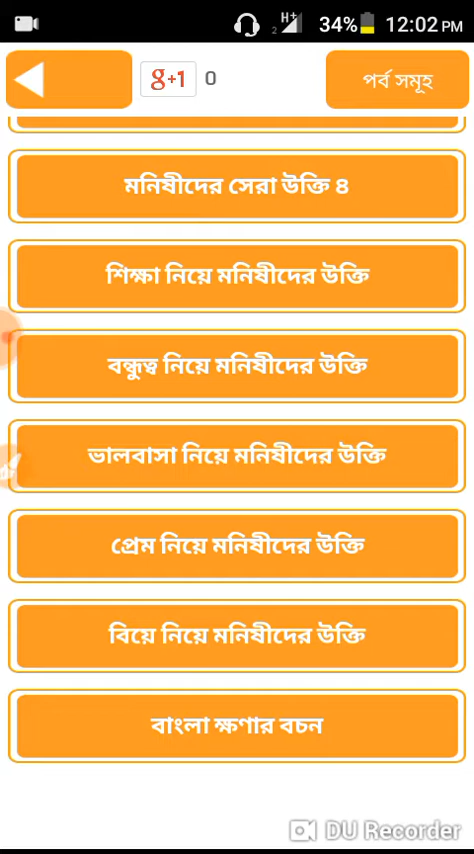 2 H+ 34% 12:02 PM
g+1 0 পর্ব সমূহ
মনিষীদের সেরা উক্তি ৪
শিক্ষা নিয়ে মনিষীদের উক্তি
বন্ধুত্ব নিয়ে মনিষীদের উক্তি
ভালবাসা নিয়ে মনিষীদের উক্তি
প্রেম নিয়ে মনিষীদের উক্তি
বিয়ে নিয়ে মনিষীদের উক্তি
বাংলা ক্ষণার বচন
DU Recorder